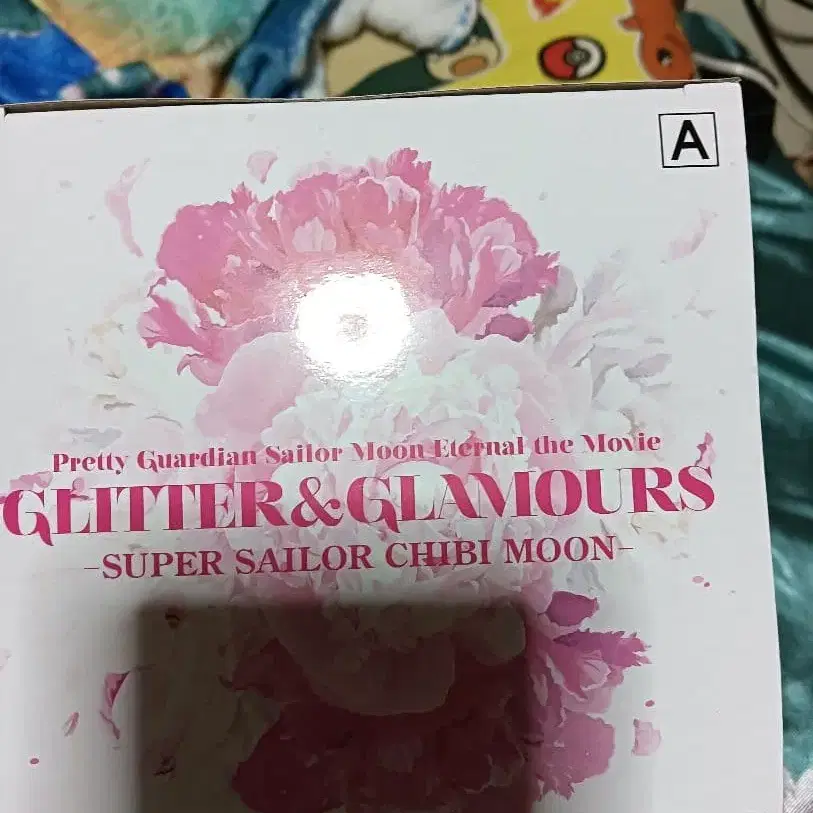 A
Pretty Guardian Sailor Moon Eternal the Movie
GLITTER&GLAMOURS
-SUPER SAILOR CHIBI MOON-